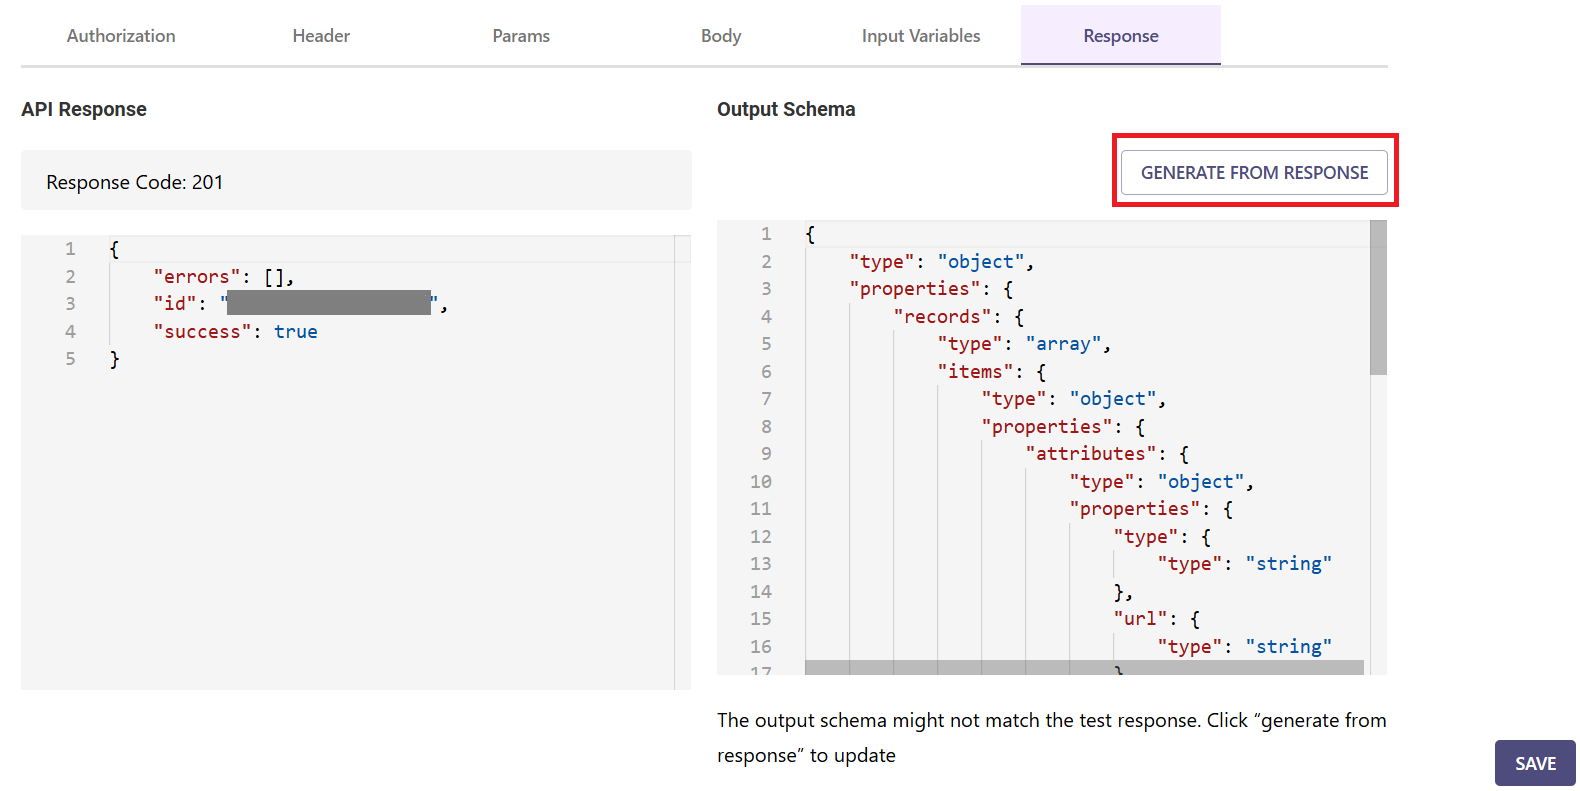 Authorization Header Params Body Input Variables Response
API Response
Response Code: 201
1 {
2 "errors": [],
3 "id": "",
4 "success": true
5 }
Output Schema
GENERATE FROM RESPONSE
1 {
2 "type": "object",
3 "properties": {
4 "records": {
5 "type": "array",
6 "items": {
7 "type": "object",
8 "properties": {
9 "attributes": {
10 "type": "object",
11 "properties": {
12 "type": {
13 "type": "string"
14 },
15 "url": {
16 "type": "string"
17 }
The output schema might not match the test response. Click “generate from
response” to update
SAVE